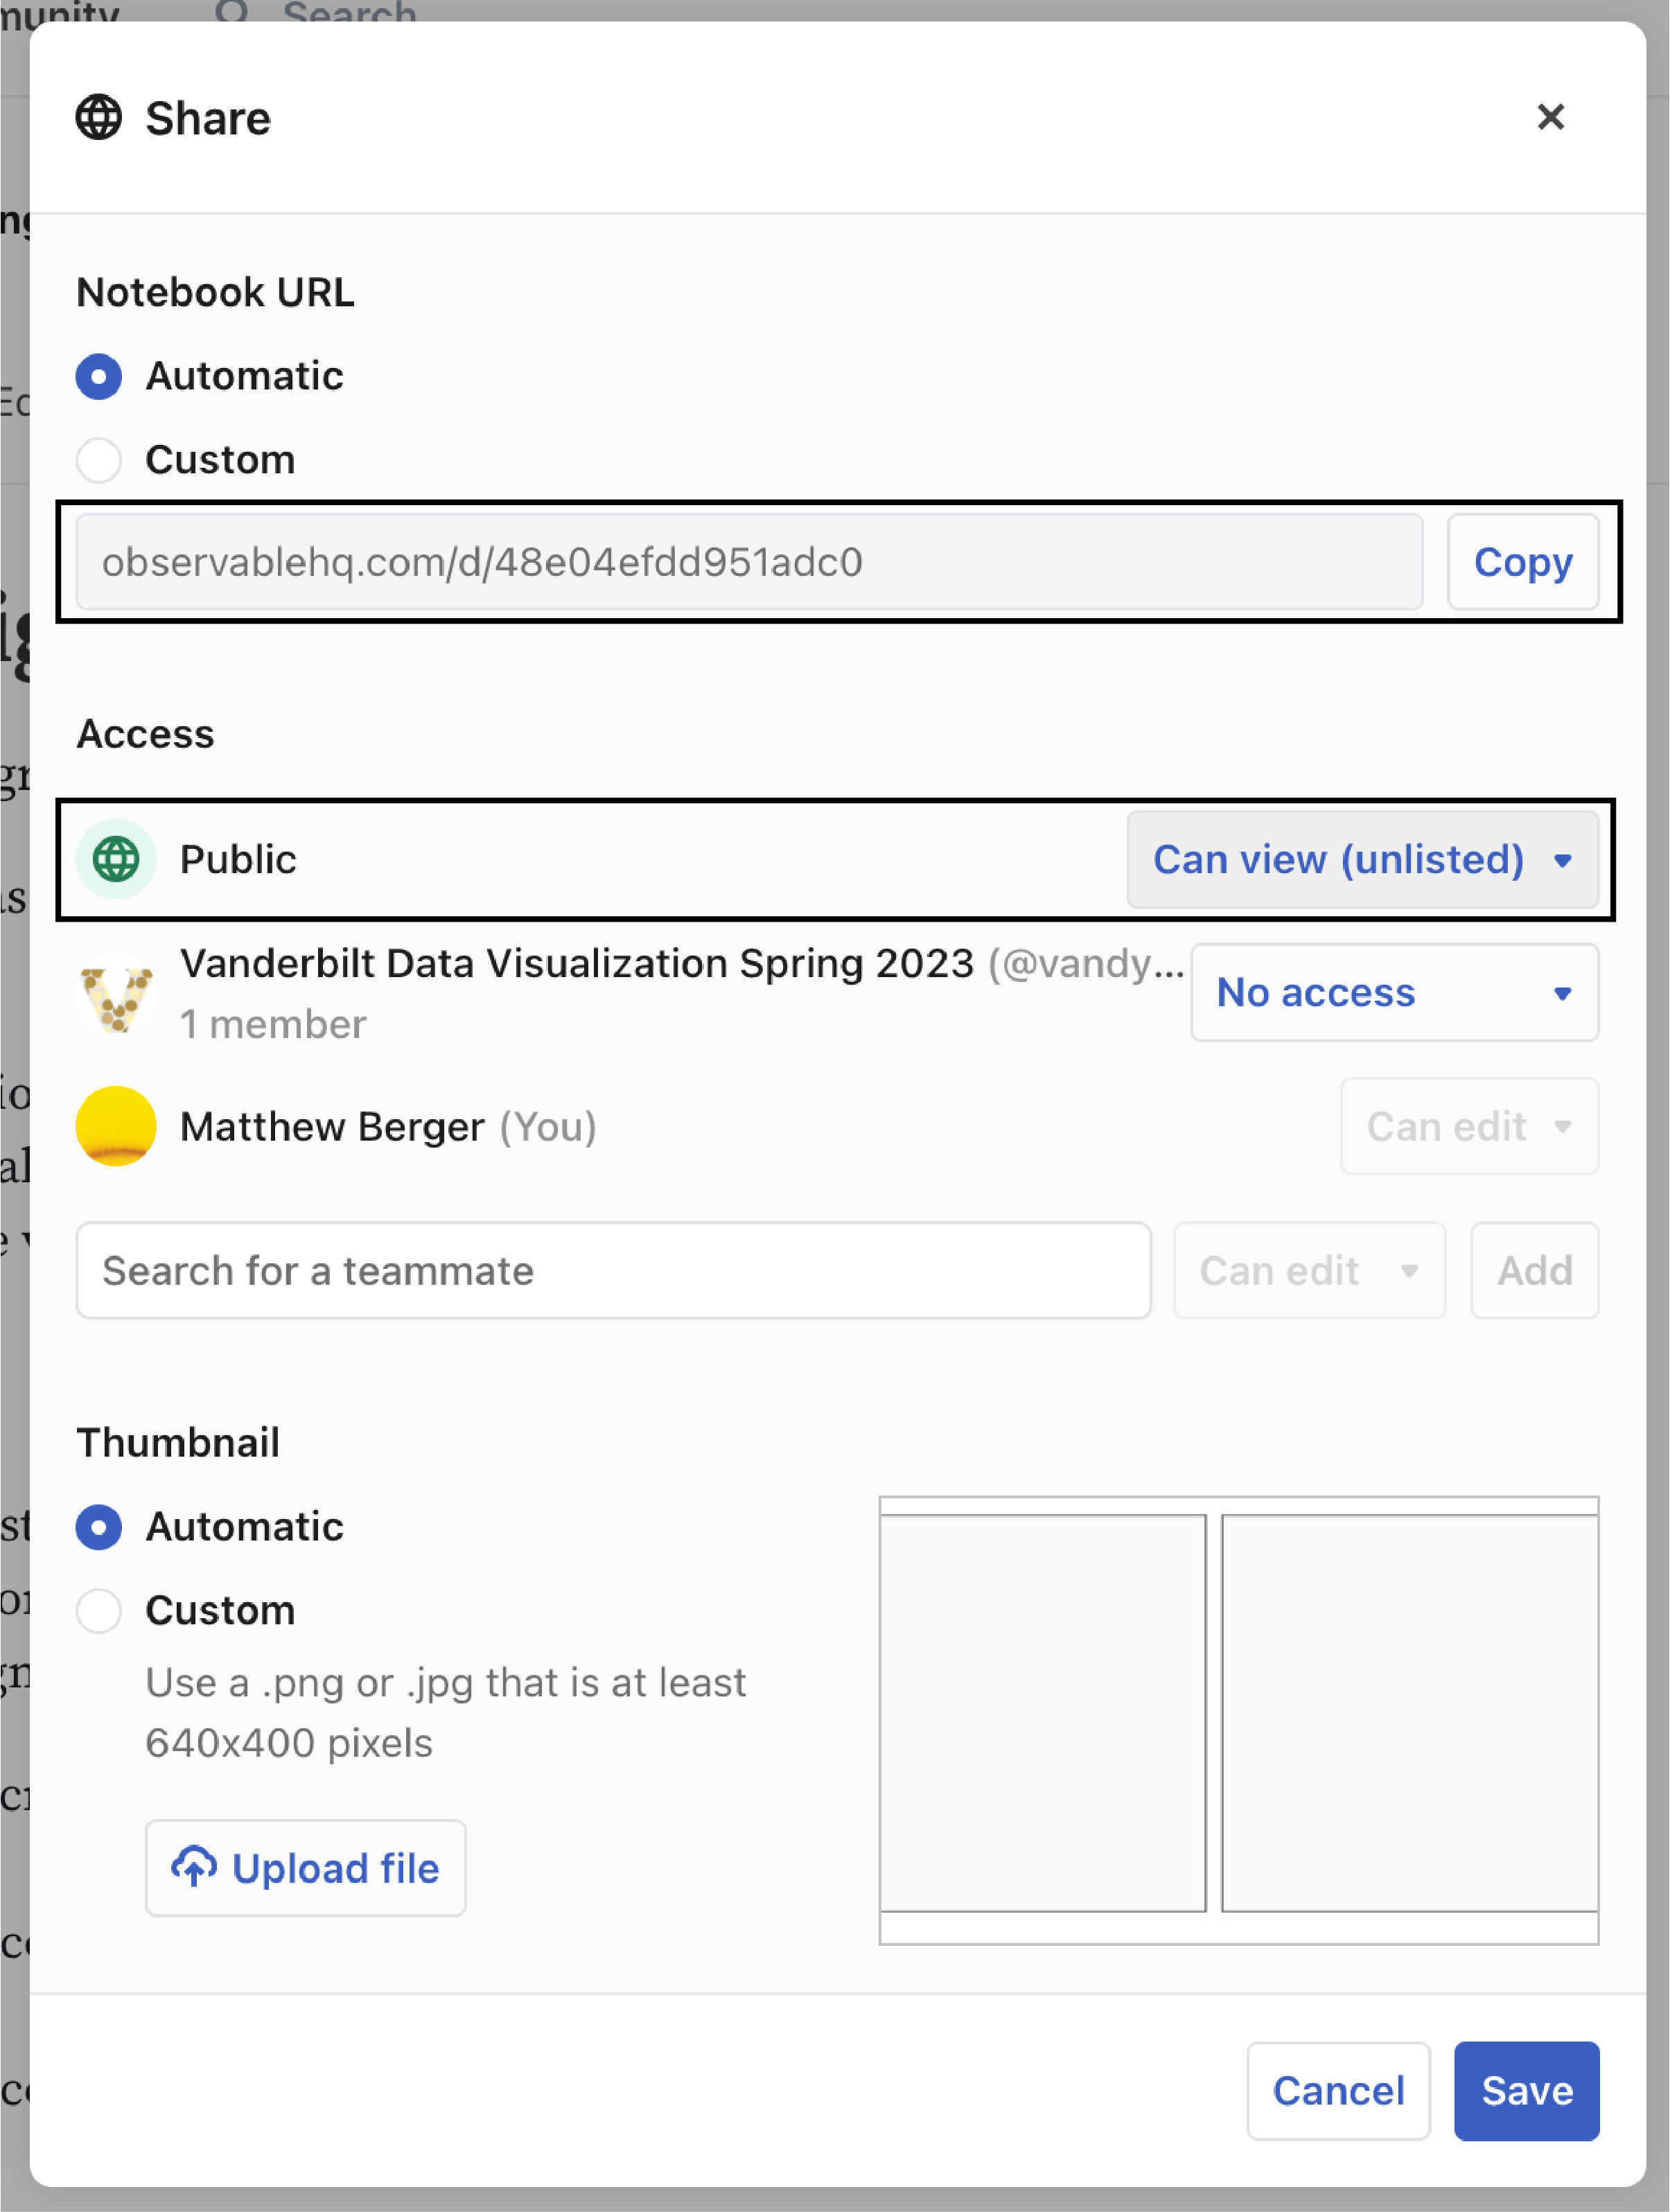 Search
Share
Notebook URL
Automatic
Custom
observablehq.com/d/48e04efdd951adc0
Copy
Access
Public
Can view (unlisted)
Vanderbilt Data Visualization Spring 2023 (@vandy...
1 member
No access
Matthew Berger (You)
Can edit
Search for a teammate
Can edit
Add
Thumbnail
Automatic
Custom
Use a .png or .jpg that is at least
640x400 pixels
Upload file
Cancel
Save